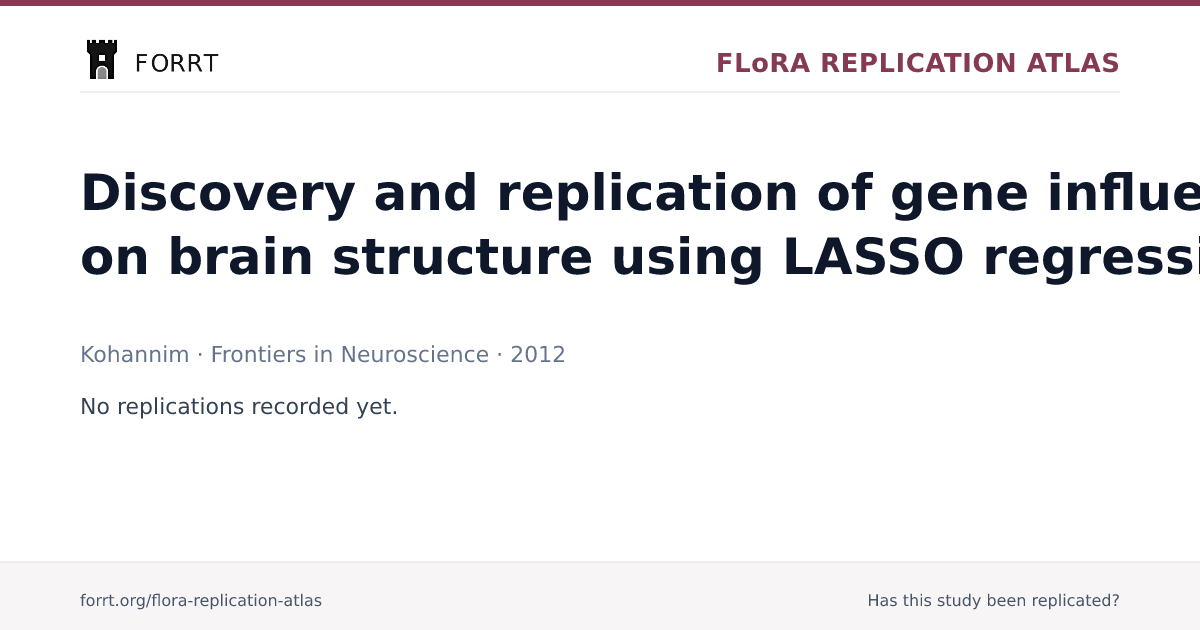 FORRT
FLoRA REPLICATION ATLAS
Discovery and replication of gene influe
on brain structure using LASSO regressi
Kohannim · Frontiers in Neuroscience · 2012
No replications recorded yet.
forrt.org/flora-replication-atlas
Has this study been replicated?